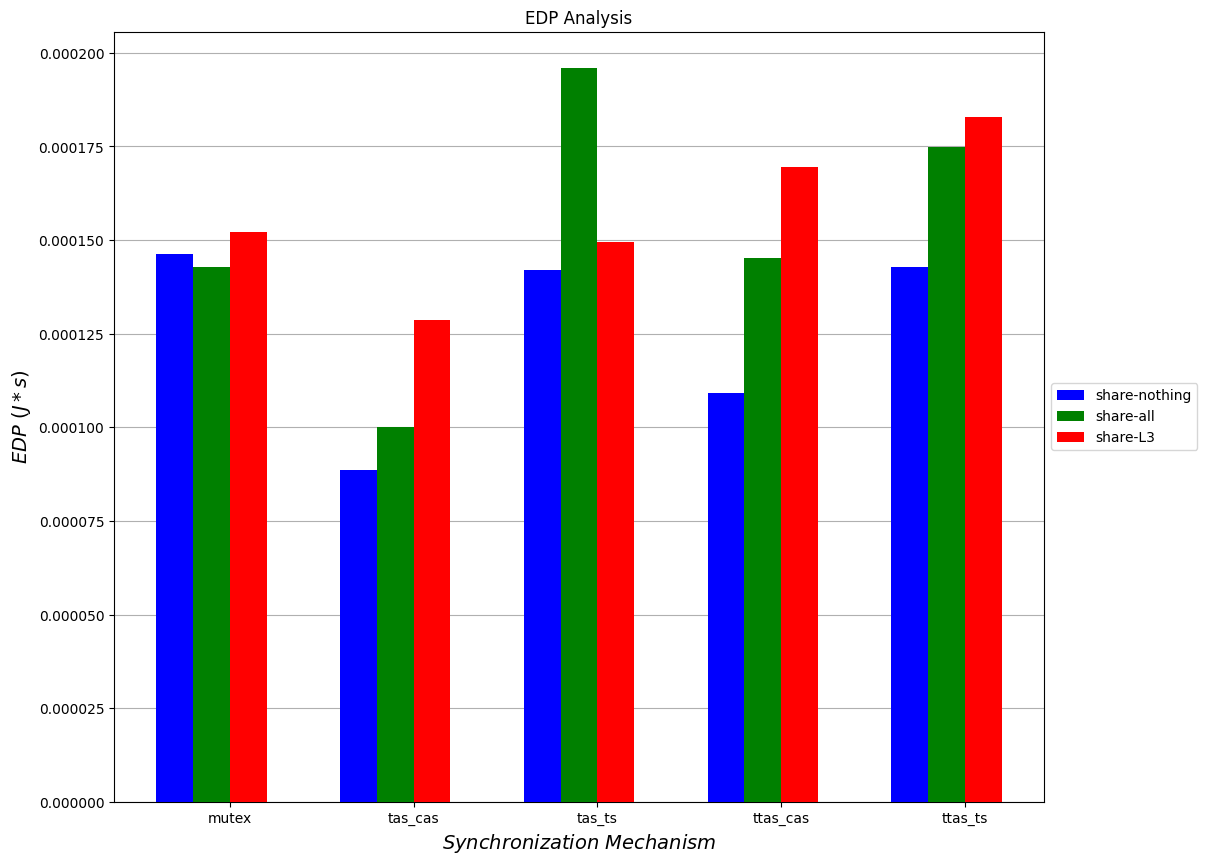 EDP Analysis
0.000200
0.000175
0.000150
0.000125
0.000100
0.000075
0.000050
0.000025
0.000000
EDP (J * s)
mutex tas_cas tas_ts ttas_cas ttas_ts
Synchronization Mechanism
share-nothing
share-all
share-L3